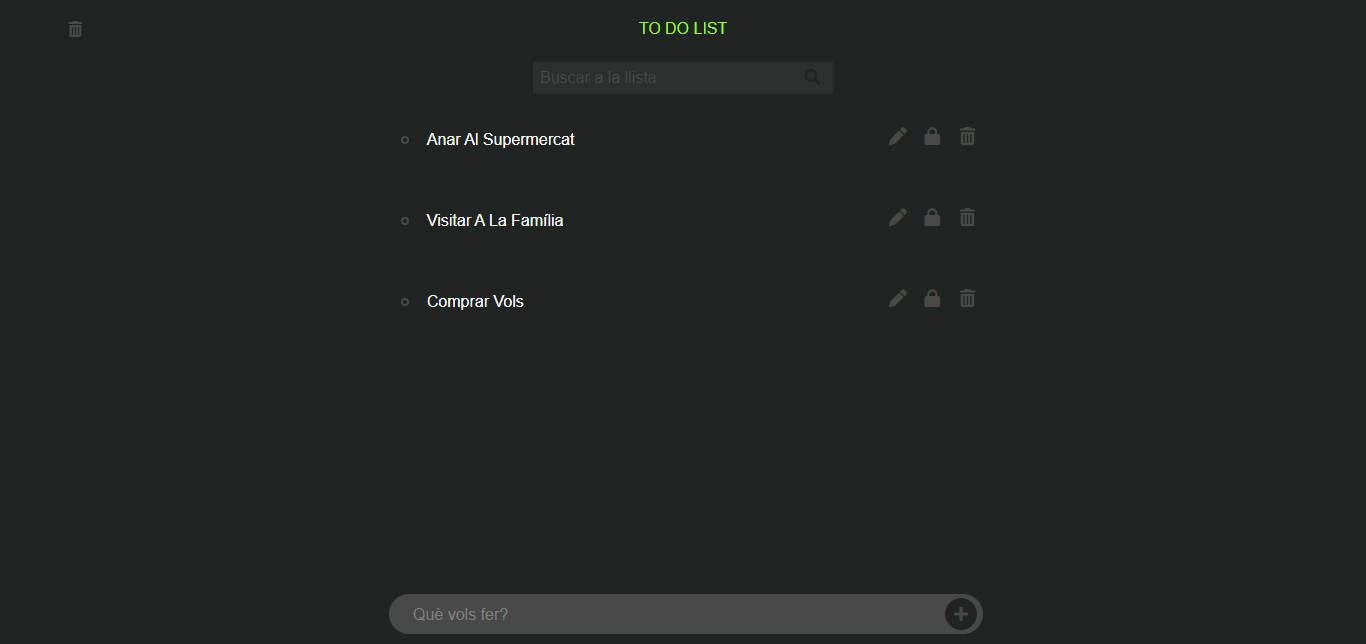 TO DO LIST
Buscar a la llista
Anar Al Supermercat
Visitar A La Família
Comprar Vols
Què vols fer?